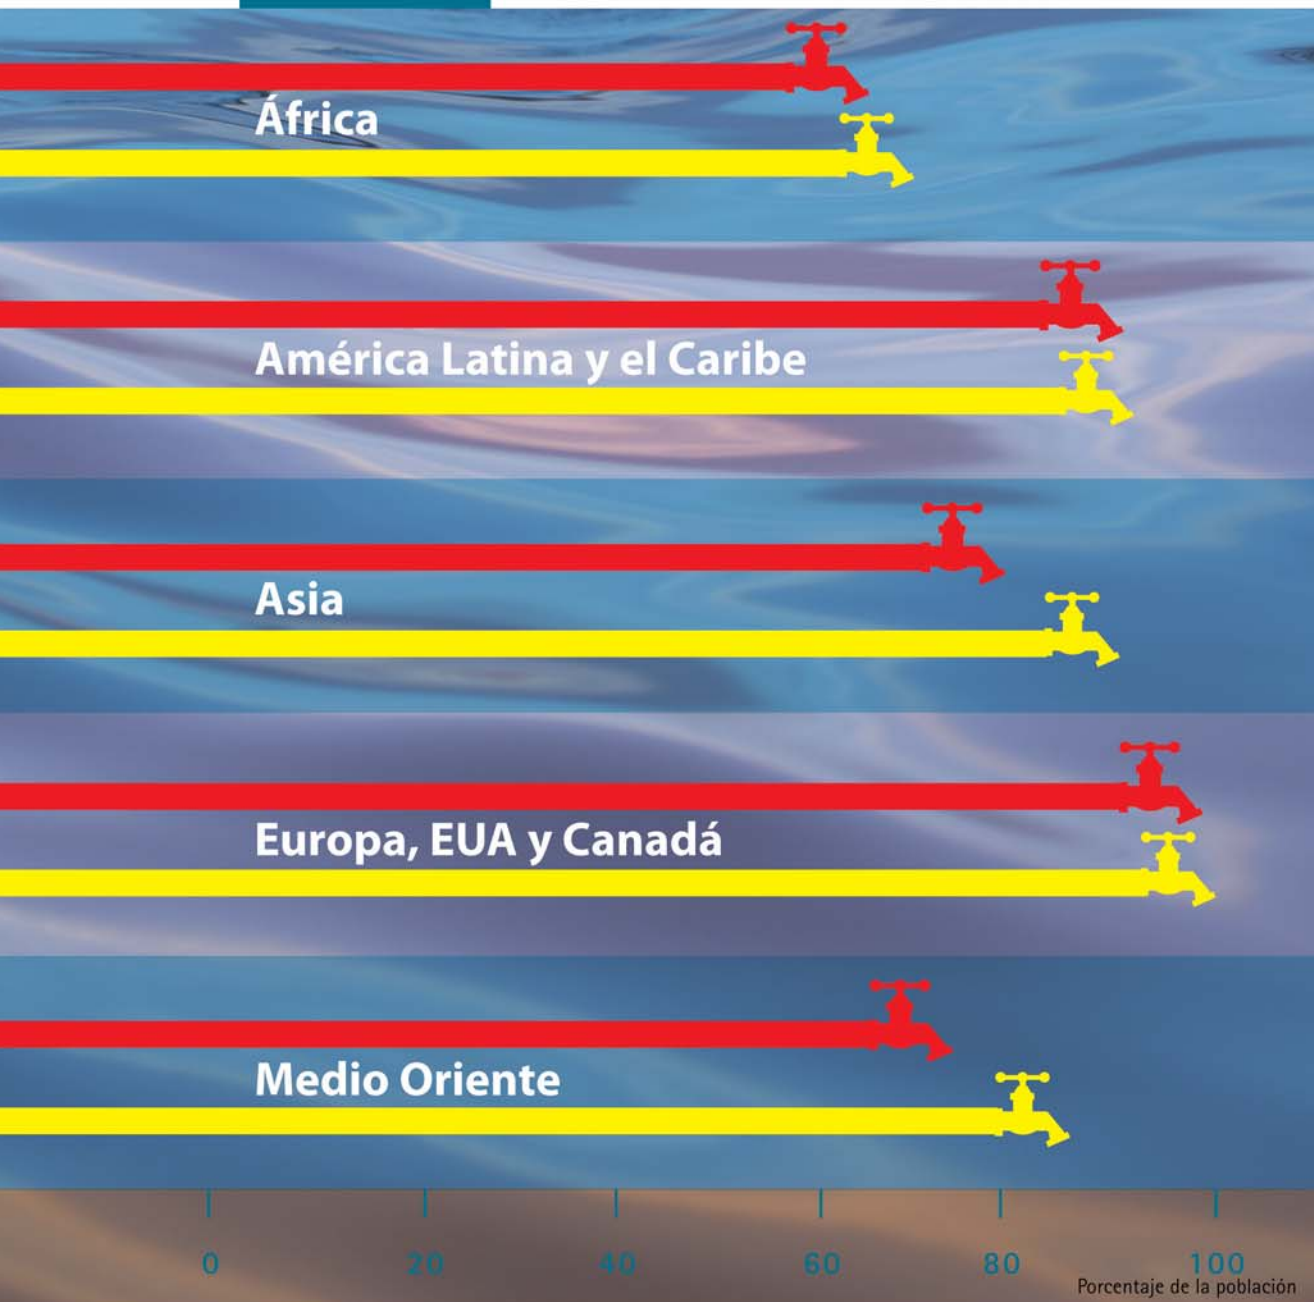 África
América Latina y el Caribe
Asia
Europa, EUA y Canadá
Medio Oriente
0 20 40 60 80 100
Porcentaje de la población